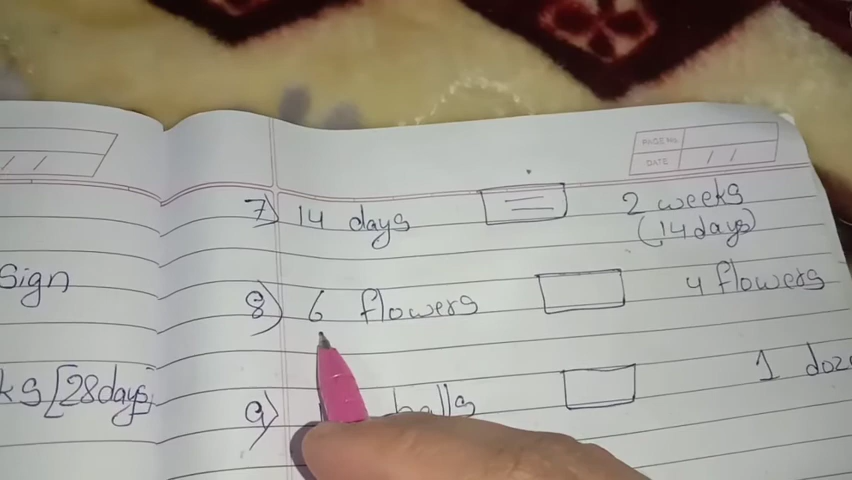 PAGE No.
DATE / /
/ /
7) 14 days = 2 weeks
(14 days)
sign
8) 6 flowers 4 flowers
ks [28 days]
9) balls 1 doz